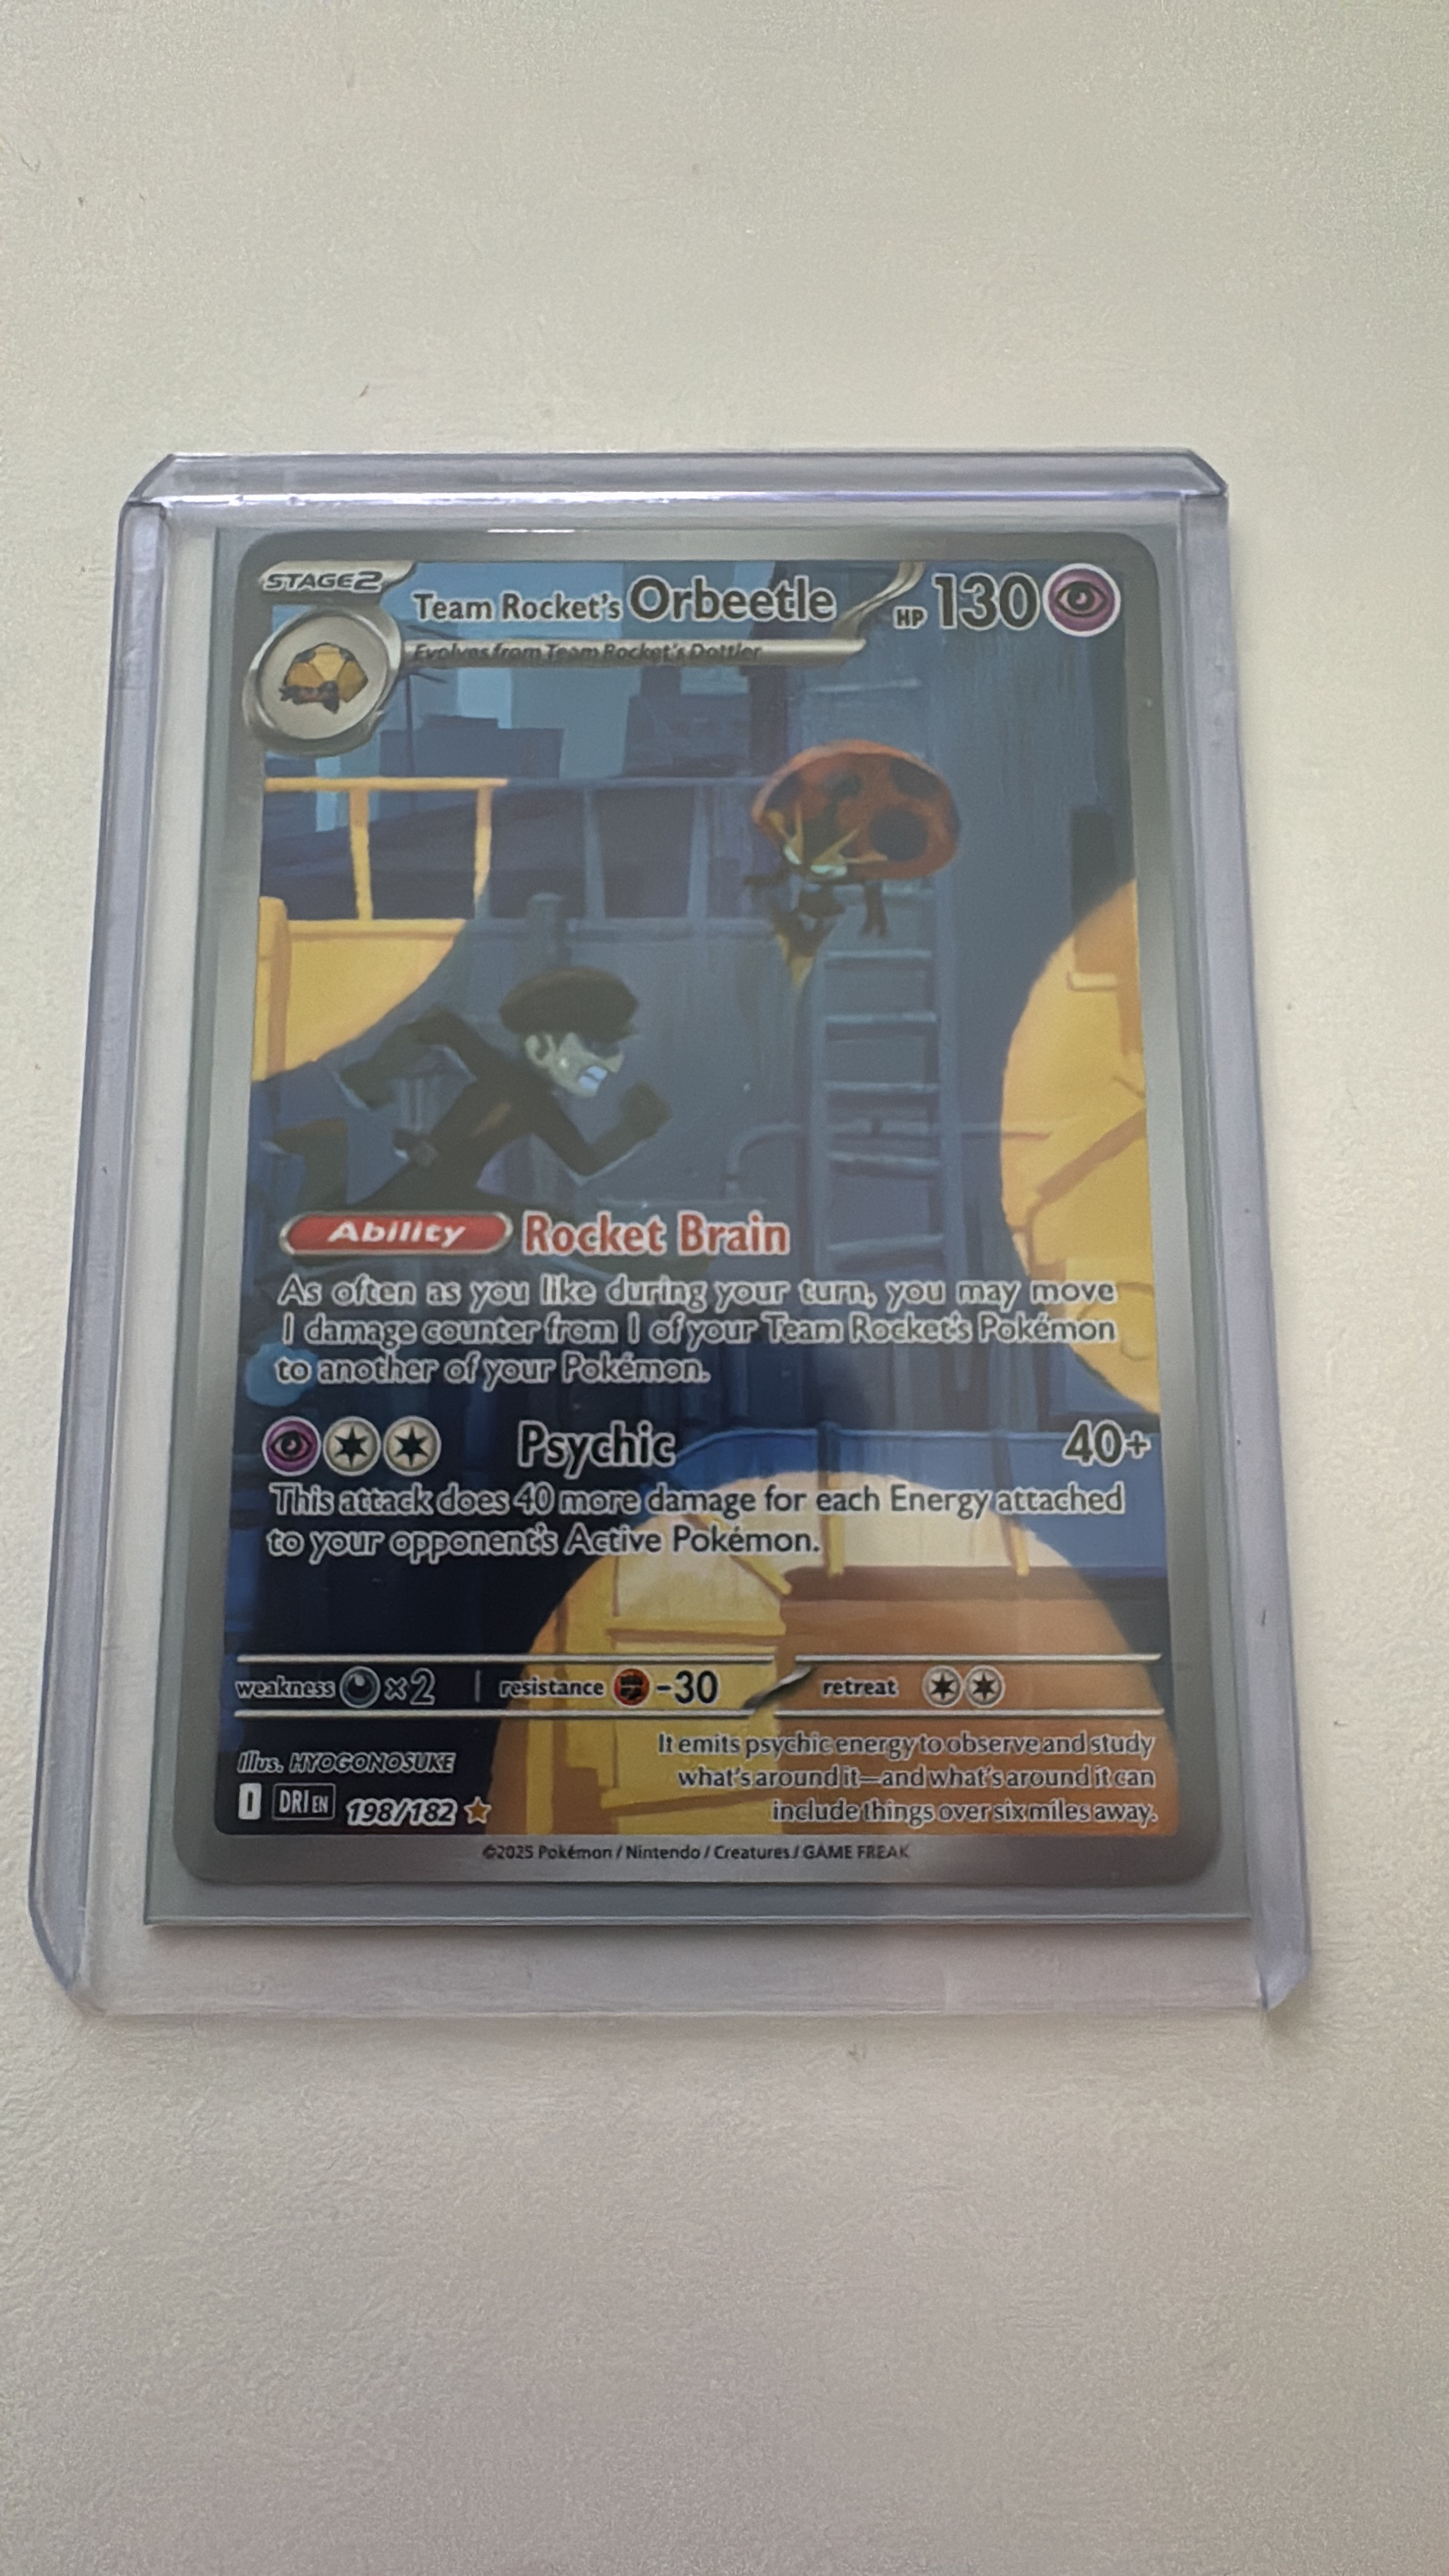 STAGE2
Team Rocket's Orbeetle HP 130
Evolves from Team Rocket's Dottler
Ability Rocket Brain
As often as you like during your turn, you may move
1 damage counter from 1 of your Team Rocket's Pokémon
to another of your Pokémon.
Psychic 40+
This attack does 40 more damage for each Energy attached
to your opponent's Active Pokémon.
weakness ×2 resistance -30 retreat
It emits psychic energy to observe and study
what's around it—and what's around it can
include things over six miles away.
Illus. HYOGONOSUKE
I DRI EN 198/182
©2025 Pokémon / Nintendo / Creatures / GAME FREAK